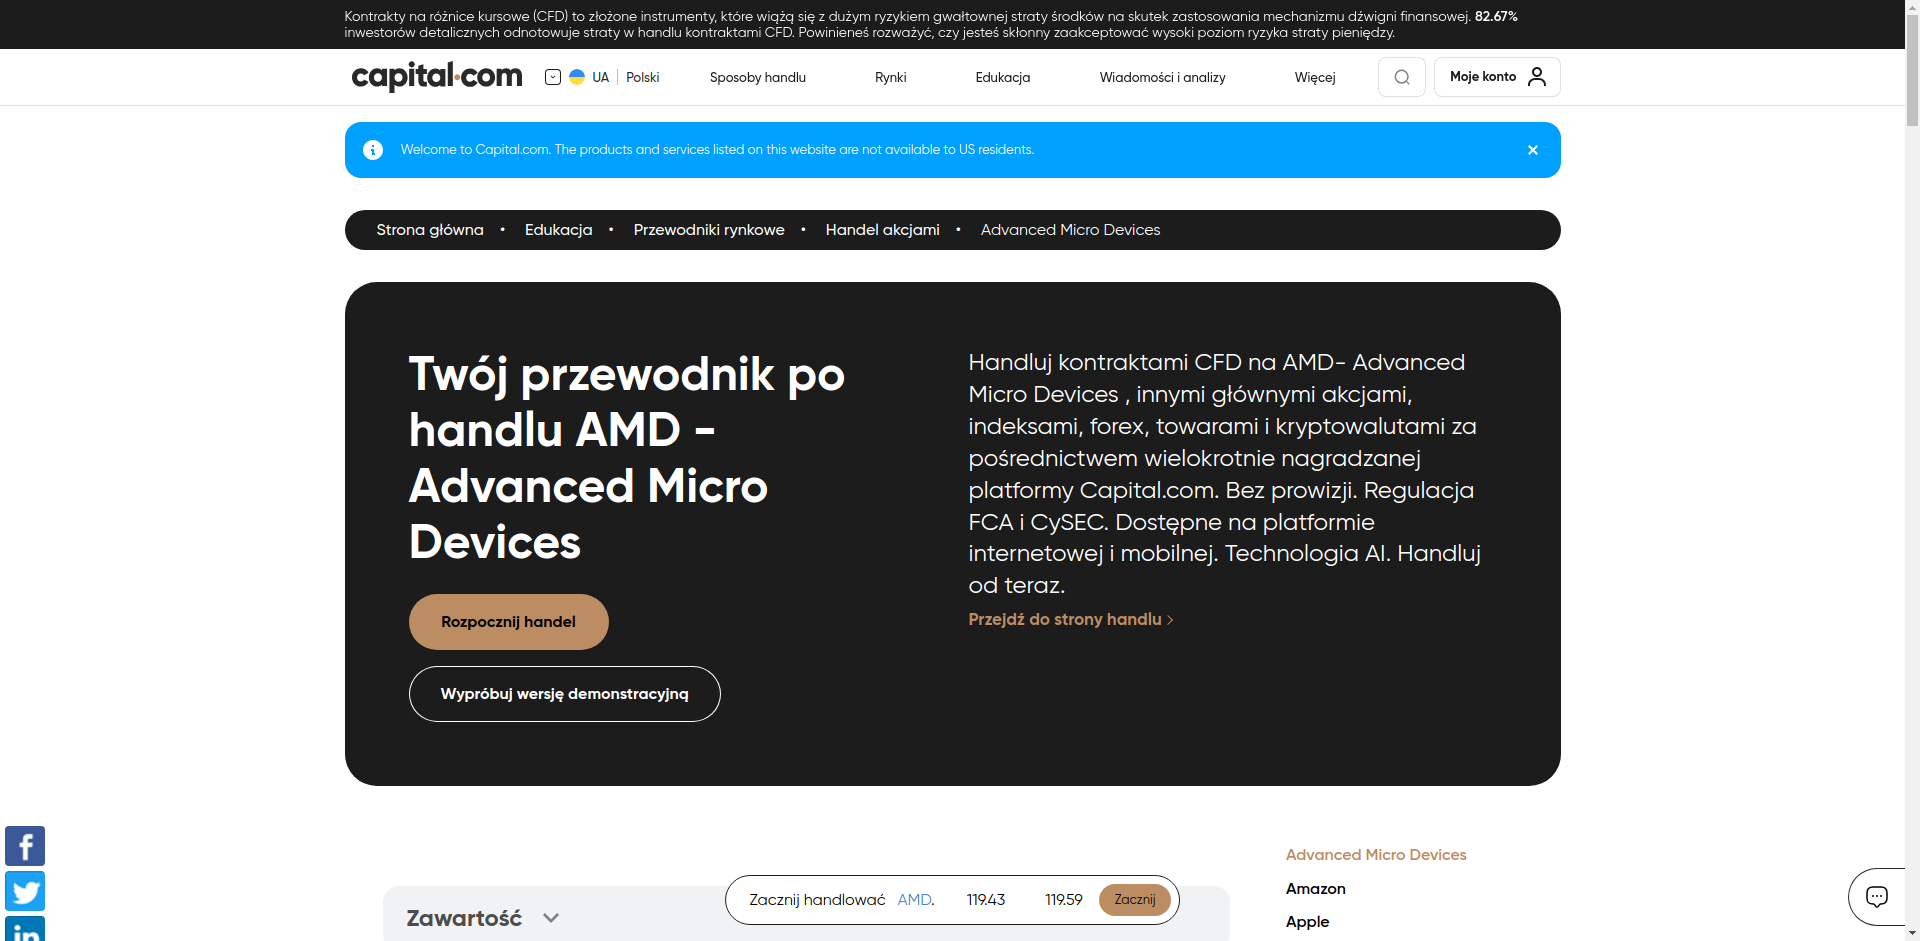 Kontrakty na różnice kursowe (CFD) to złożone instrumenty, które wiążą się z dużym ryzykiem gwałtownej straty środków na skutek zastosowania mechanizmu dźwigni finansowej. 82.67%
inwestorów detalicznych odnotowuje straty w handlu kontraktami CFD. Powinieneś rozważyć, czy jesteś skłonny zaakceptować wysoki poziom ryzyka straty pieniędzy.
capital.com UA Polski Sposoby handlu Rynki Edukacja Wiadomości i analizy Więcej Moje konto
Welcome to Capital.com. The products and services listed on this website are not available to US residents.
Strona główna • Edukacja • Przewodniki rynkowe • Handel akcjami • Advanced Micro Devices
Twój przewodnik po
handlu AMD -
Advanced Micro
Devices
Rozpocznij handel
Wypróbuj wersję demonstracyjną
Handluj kontraktami CFD na AMD- Advanced
Micro Devices , innymi głównymi akcjami,
indeksami, forex, towarami i kryptowalutami za
pośrednictwem wielokrotnie nagradzanej
platformy Capital.com. Bez prowizji. Regulacja
FCA i CySEC. Dostępne na platformie
internetowej i mobilnej. Technologia AI. Handluj
od teraz.
Przejdź do strony handlu
Zawartość
Advanced Micro Devices
Amazon
Apple
Zacznij handlować AMD. 119.43 119.59 Zacznij